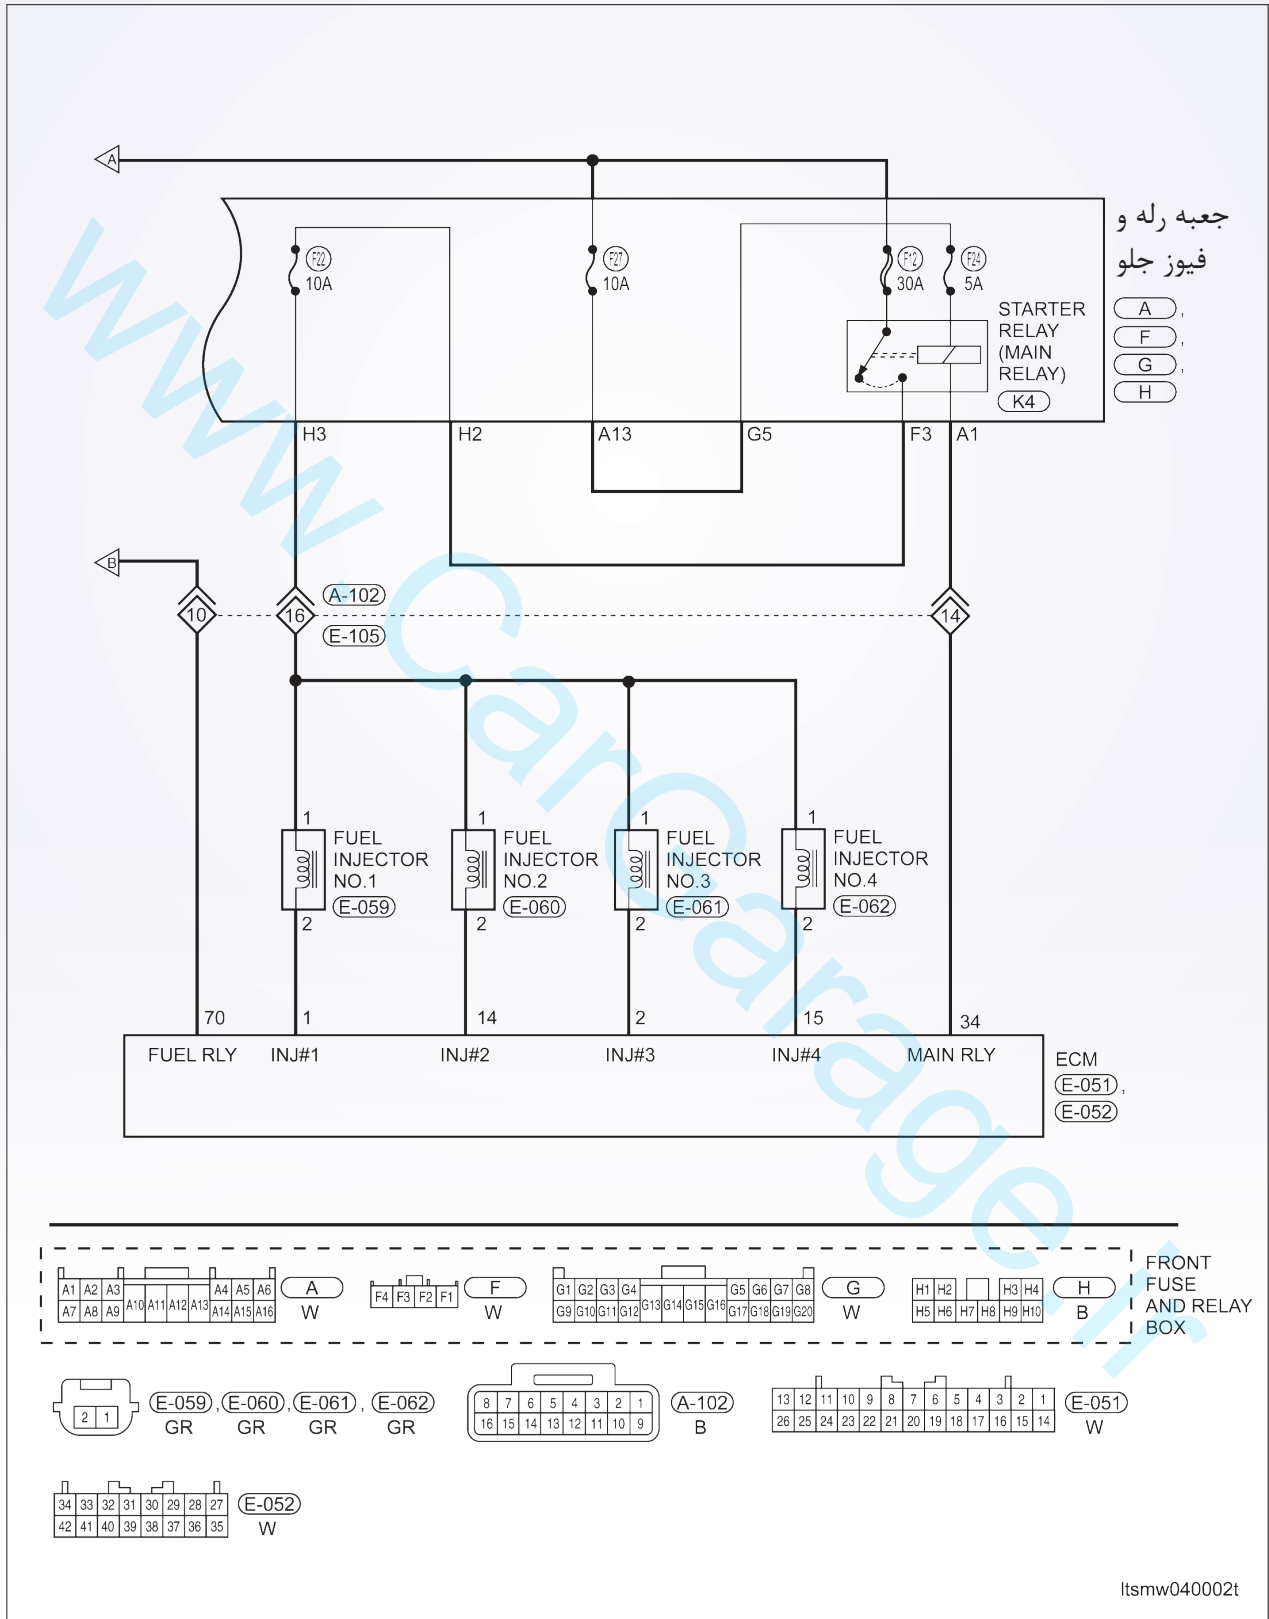 A
جعبه رله و
فیوز جلو
F22
10A
F27
10A
F12
30A
F24
5A
STARTER
RELAY
(MAIN
RELAY)
K4
A ,
F ,
G ,
H
H3
H2
A13
G5
F3
A1
B
10
16
14
A-102
E-105
1
FUEL
INJECTOR
NO.1
E-059
2
1
FUEL
INJECTOR
NO.2
E-060
2
1
FUEL
INJECTOR
NO.3
E-061
2
1
FUEL
INJECTOR
NO.4
E-062
2
70
1
14
2
15
34
FUEL RLY
INJ#1
INJ#2
INJ#3
INJ#4
MAIN RLY
ECM
E-051 ,
E-052
A1 A2 A3 A4 A5 A6
A10 A11 A12 A13
A7 A8 A9 A14 A15 A16
A
W
F4 F3 F2 F1
F
W
G1 G2 G3 G4 G5 G6 G7 G8
G13 G14 G15 G16
G9 G10 G11 G12 G17 G18 G19 G20
G
W
H1 H2 H3 H4
H5 H6 H7 H8 H9 H10
H
B
FRONT
FUSE
AND RELAY
BOX
2 1
E-059 , E-060 , E-061 , E-062
GR GR GR GR
8 7 6 5 4 3 2 1
16 15 14 13 12 11 10 9
A-102
B
13 12 11 10 9 8 7 6 5 4 3 2 1
26 25 24 23 22 21 20 19 18 17 16 15 14
E-051
W
34 33 32 31 30 29 28 27
42 41 40 39 38 37 36 35
E-052
W
ltsmw040002t
www.CarGarage.ir